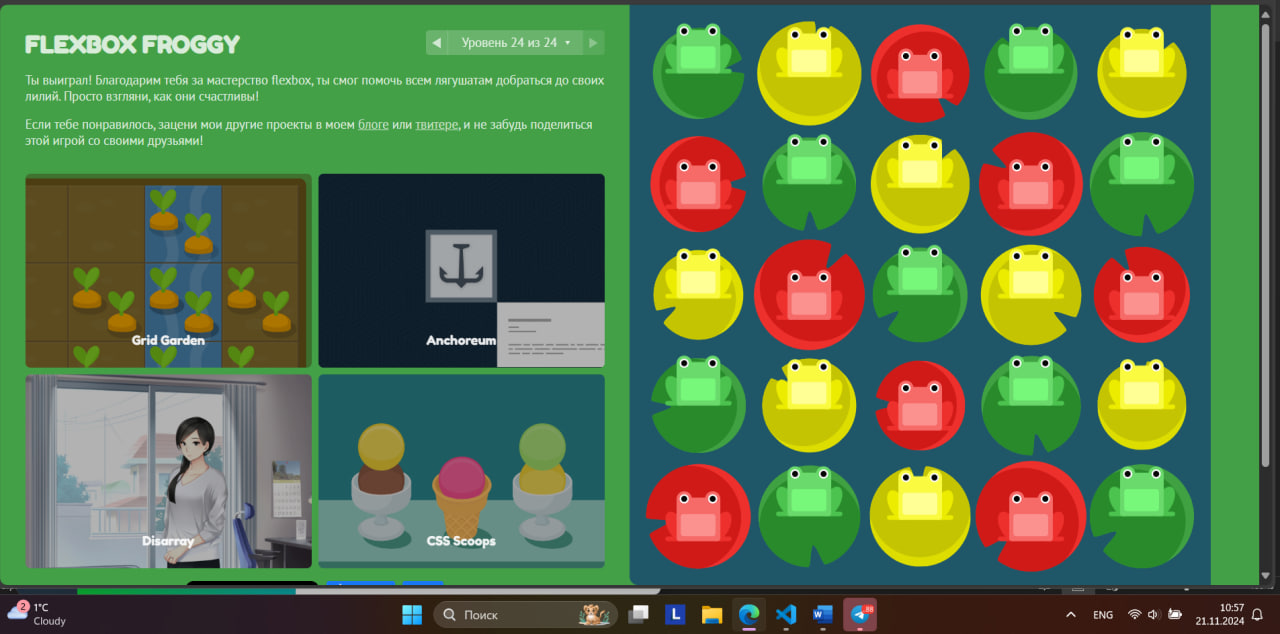 FLEXBOX FROGGY
Уровень 24 из 24
Ты выиграл! Благодарим тебя за мастерство flexbox, ты смог помочь всем лягушатам добраться до своих
лилий. Просто взгляни, как они счастливы!
Если тебе понравилось, зацени мои другие проекты в моем блоге или твитере, и не забудь поделиться
этой игрой со своими друзьями!
Grid Garden
Anchoreum
Disarray
CSS Scoops
2
1°C
Cloudy
Поиск
L
W
88
ENG
10:57
21.11.2024